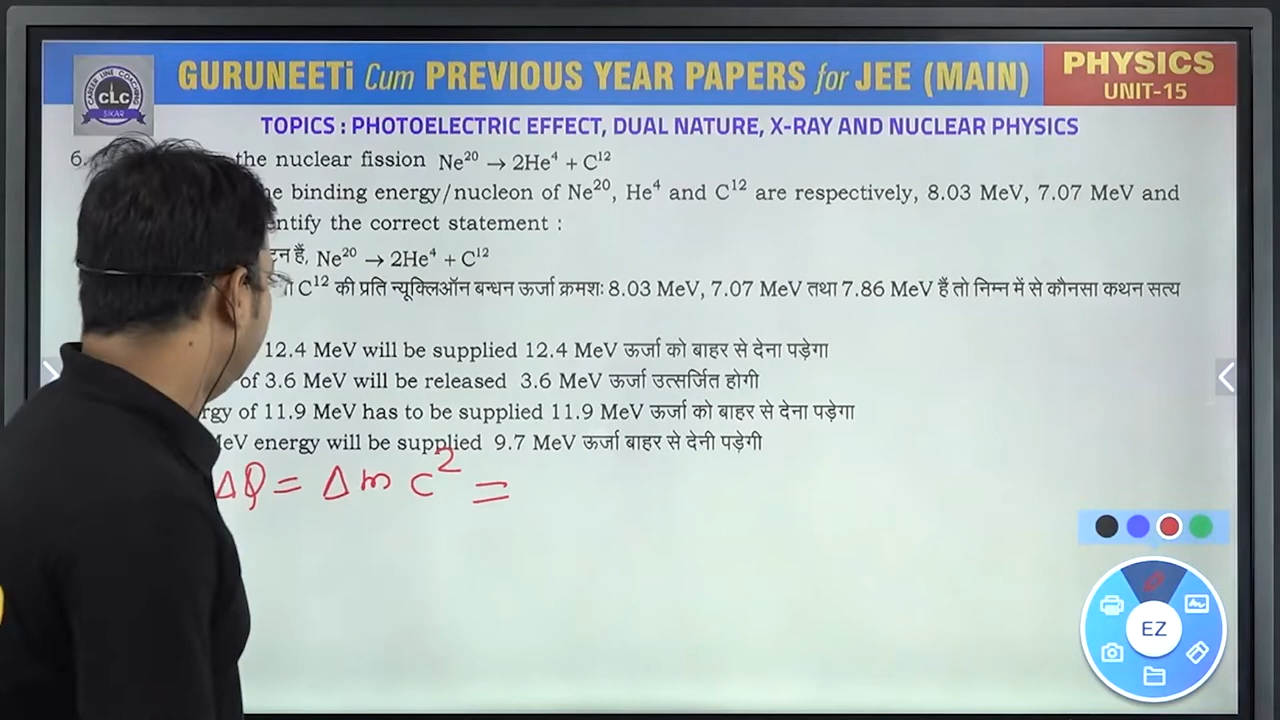 GURUNEETi Cum PREVIOUS YEAR PAPERS for JEE (MAIN)
PHYSICS
UNIT-15
CAREER LINE COACHING
CLC
SIKAR
TOPICS : PHOTOELECTRIC EFFECT, DUAL NATURE, X-RAY AND NUCLEAR PHYSICS
6. the nuclear fission Ne²⁰ → 2He⁴ + C¹²
binding energy/nucleon of Ne²⁰, He⁴ and C¹² are respectively, 8.03 MeV, 7.07 MeV and
the correct statement :
हैं, Ne²⁰ → 2He⁴ + C¹²
C¹² की प्रति न्यूक्लिऑन बन्धन ऊर्जा क्रमशः 8.03 MeV, 7.07 MeV तथा 7.86 MeV हैं तो निम्न में से कौनसा कथन सत्य
12.4 MeV will be supplied 12.4 MeV ऊर्जा को बाहर से देना पड़ेगा
of 3.6 MeV will be released 3.6 MeV ऊर्जा उत्सर्जित होगी
of 11.9 MeV has to be supplied 11.9 MeV ऊर्जा को बाहर से देना पड़ेगा
energy will be supplied 9.7 MeV ऊर्जा बाहर से देनी पड़ेगी
ΔQ = Δm c² =
EZ